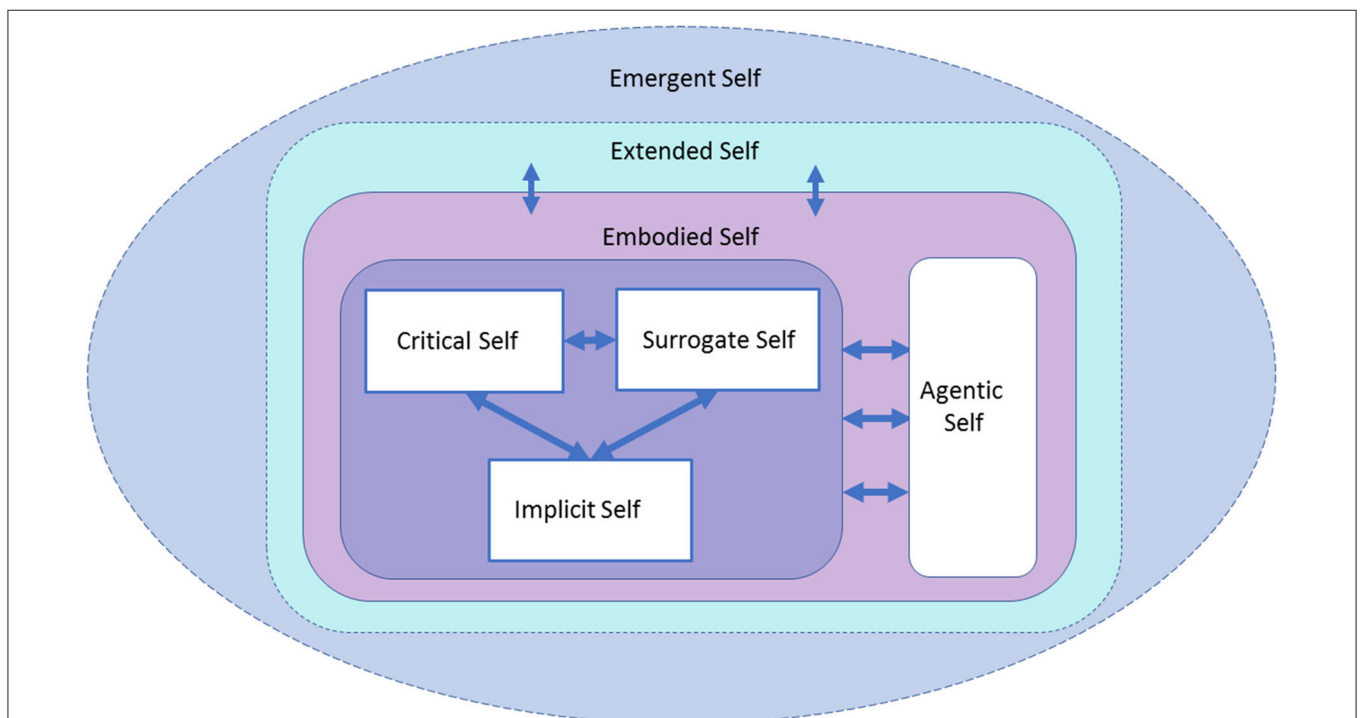 Emergent Self
Extended Self
Embodied Self
Critical Self
Surrogate Self
Implicit Self
Agentic
Self